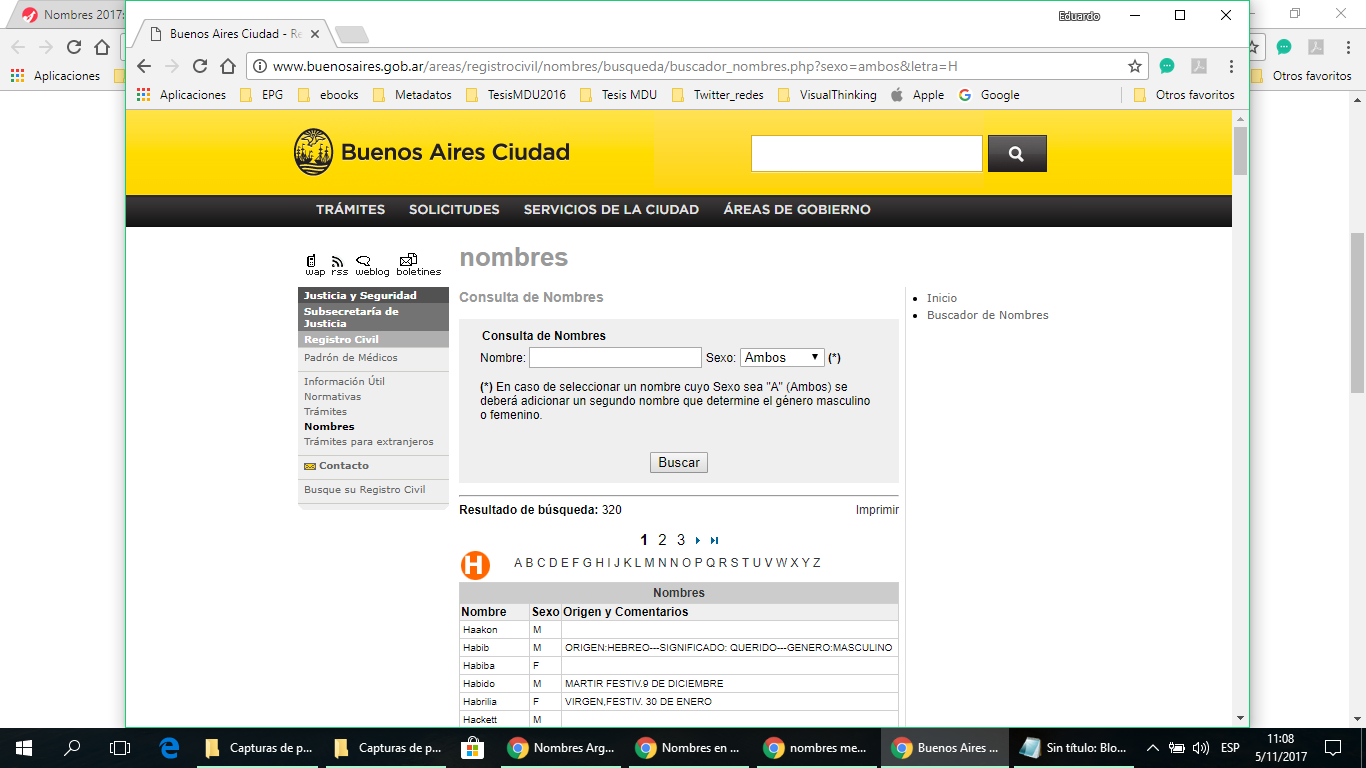 Nombres 2017:
Buenos Aires Ciudad - Re
Eduardo
www.buenosaires.gob.ar/areas/registrocivil/nombres/busqueda/buscador_nombres.php?sexo=ambos&letra=H
Aplicaciones
Aplicaciones EPG ebooks Metadatos TesisMDU2016 Tesis MDU Twitter_redes VisualThinking Apple Google Otros favoritos
Otros favoritos
Buenos Aires Ciudad
TRÁMITES SOLICITUDES SERVICIOS DE LA CIUDAD ÁREAS DE GOBIERNO
wap rss weblog boletines
Justicia y Seguridad
Subsecretaría de
Justicia
Registro Civil
Padrón de Médicos
Información Útil
Normativas
Trámites
Nombres
Trámites para extranjeros
Contacto
Busque su Registro Civil
nombres
Consulta de Nombres
Consulta de Nombres
Nombre: Sexo: Ambos (*)
(*) En caso de seleccionar un nombre cuyo Sexo sea "A" (Ambos) se
deberá adicionar un segundo nombre que determine el género masculino
o femenino.
Buscar
Inicio
Buscador de Nombres
Resultado de búsqueda: 320 Imprimir
1 2 3
H A B C D E F G H I J K L M N N O P Q R S T U V W X Y Z
Nombres
Nombre Sexo Origen y Comentarios
Haakon M
Habib M ORIGEN:HEBREO---SIGNIFICADO: QUERIDO---GENERO:MASCULINO
Habiba F
Habido M MARTIR FESTIV.9 DE DICIEMBRE
Habrilia F VIRGEN,FESTIV. 30 DE ENERO
Hackett M
Capturas de p... Capturas de p... Nombres Arg... Nombres en ... nombres me... Buenos Aires ... Sin título: Blo... ESP 11:08
5/11/2017